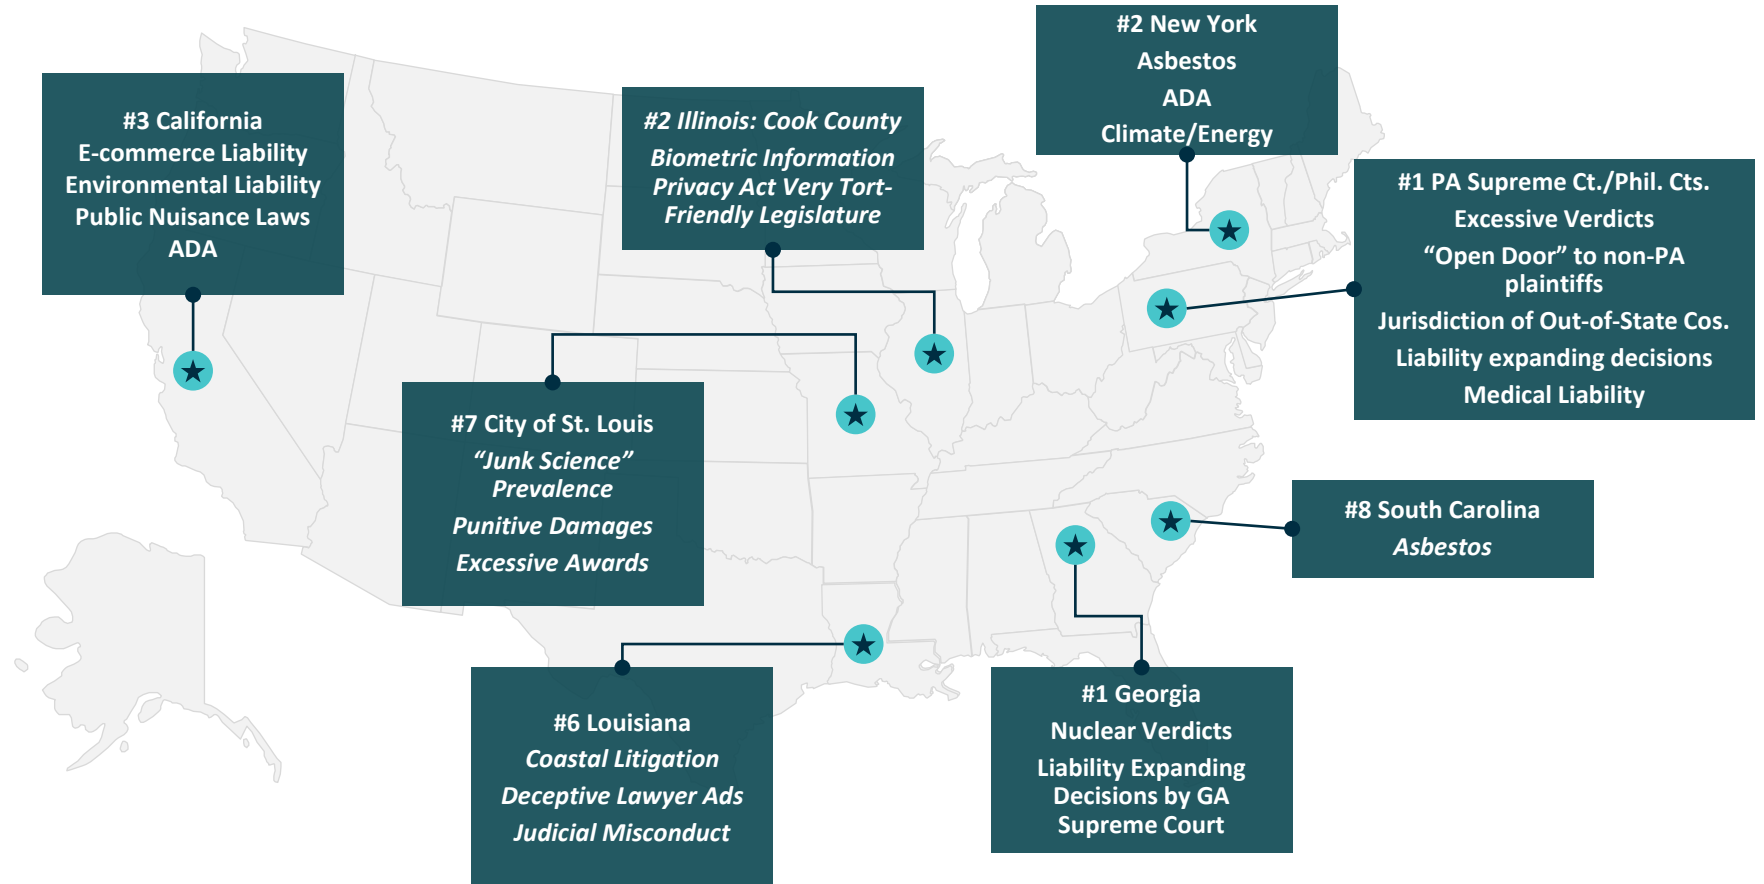 #3 California
E-commerce Liability
Environmental Liability
Public Nuisance Laws
ADA
#2 Illinois: Cook County
Biometric Information
Privacy Act Very Tort-
Friendly Legislature
#2 New York
Asbestos
ADA
Climate/Energy
#1 PA Supreme Ct./Phil. Cts.
Excessive Verdicts
“Open Door” to non-PA
plaintiffs
Jurisdiction of Out-of-State Cos.
Liability expanding decisions
Medical Liability
#7 City of St. Louis
“Junk Science”
Prevalence
Punitive Damages
Excessive Awards
#8 South Carolina
Asbestos
#6 Louisiana
Coastal Litigation
Deceptive Lawyer Ads
Judicial Misconduct
#1 Georgia
Nuclear Verdicts
Liability Expanding
Decisions by GA
Supreme Court